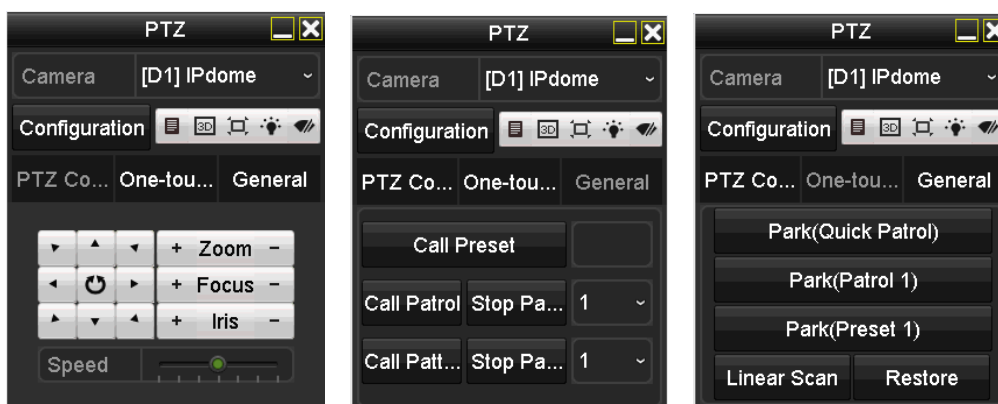 PTZ
Camera [D1] IPdome
Configuration 3D
PTZ Co... One-tou... General
+ Zoom −
+ Focus −
+ Iris −
Speed
PTZ
Camera [D1] IPdome
Configuration 3D
PTZ Co... One-tou... General
Call Preset
Call Patrol Stop Pa... 1
Call Patt... Stop Pa... 1
PTZ
Camera [D1] IPdome
Configuration 3D
PTZ Co... One-tou... General
Park(Quick Patrol)
Park(Patrol 1)
Park(Preset 1)
Linear Scan Restore